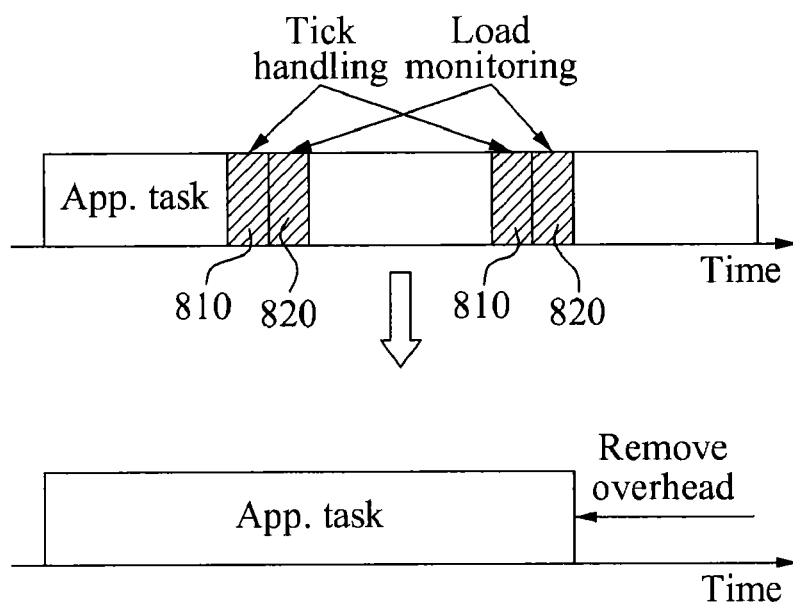 Tick
handling
Load
monitoring
App. task
Time
810
820
810
820
Remove
overhead
App. task
Time